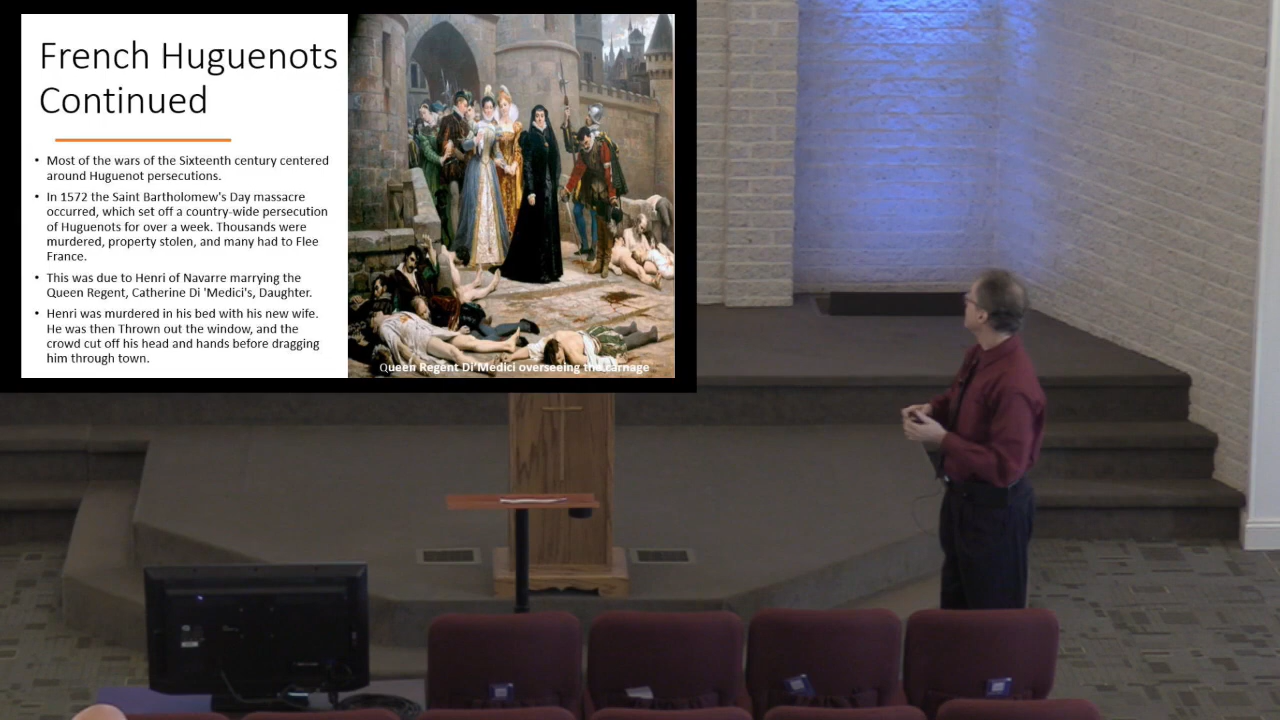 French Huguenots
Continued
• Most of the wars of the Sixteenth century centered
around Huguenot persecutions.
• In 1572 the Saint Bartholomew's Day massacre
occurred, which set off a country-wide persecution
of Huguenots for over a week. Thousands were
murdered, property stolen, and many had to Flee
France.
• This was due to Henri of Navarre marrying the
Queen Regent, Catherine Di 'Medici's, Daughter.
• Henri was murdered in his bed with his new wife.
He was then Thrown out the window, and the
crowd cut off his head and hands before dragging
him through town.
Queen Regent Di'Medici overseeing the carnage